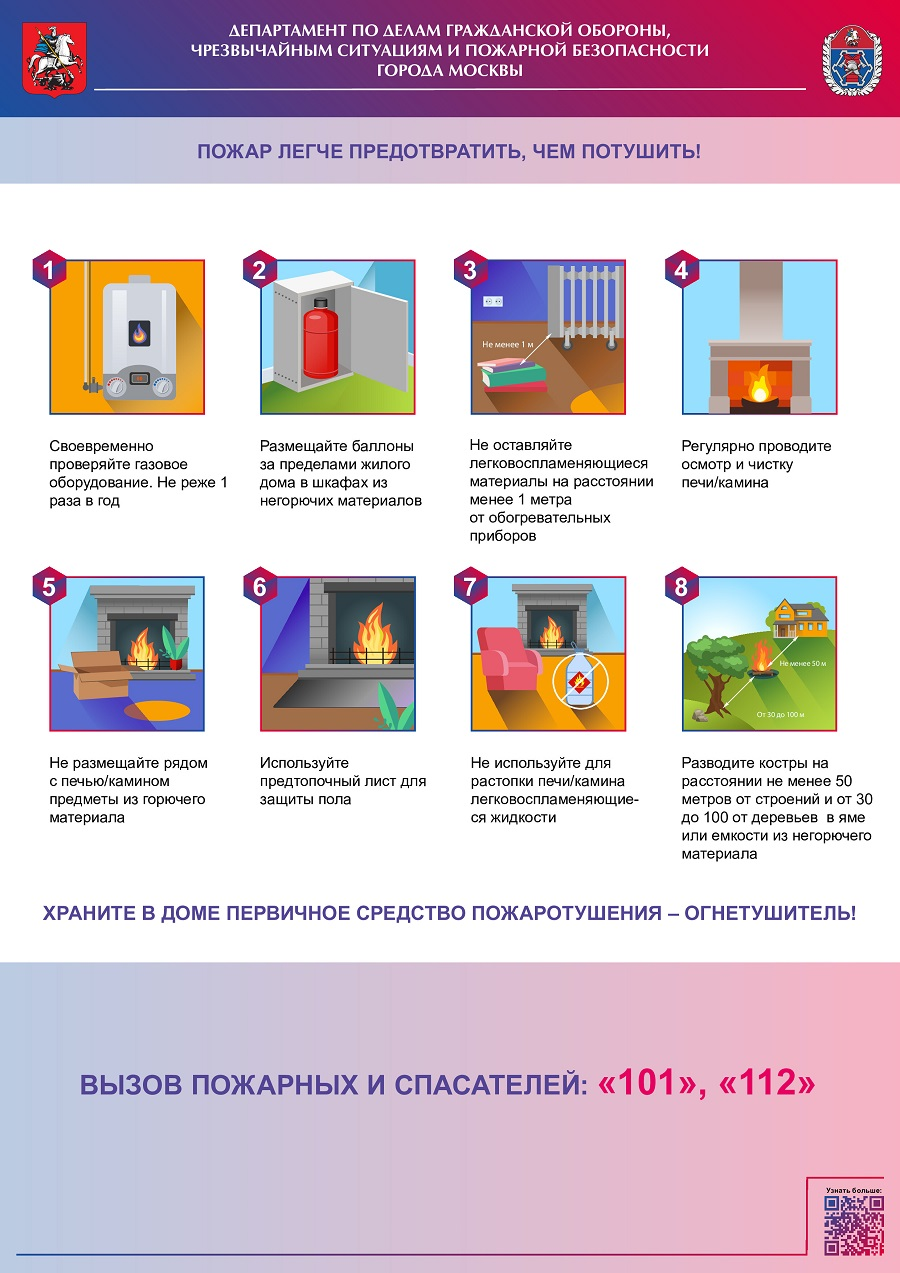 ДЕПАРТАМЕНТ ПО ДЕЛАМ ГРАЖДАНСКОЙ ОБОРОНЫ,
ЧРЕЗВЫЧАЙНЫМ СИТУАЦИЯМ И ПОЖАРНОЙ БЕЗОПАСНОСТИ
ГОРОДА МОСКВЫ
ПОЖАР ЛЕГЧЕ ПРЕДОТВРАТИТЬ, ЧЕМ ПОТУШИТЬ!
1
Своевременно
проверяйте газовое
оборудование. Не реже 1
раза в год
2
Размещайте баллоны
за пределами жилого
дома в шкафах из
негорючих материалов
3
Не менее 1 м
Не оставляйте
легковоспламеняющиеся
материалы на расстоянии
менее 1 метра
от обогревательных
приборов
4
Регулярно проводите
осмотр и чистку
печи/камина
5
Не размещайте рядом
с печью/камином
предметы из горючего
материала
6
Используйте
предтопочный лист для
защиты пола
7
Не используйте для
растопки печи/камина
легковоспламеняющие-
ся жидкости
8
Не менее 50 м
От 30 до 100 м
Разводите костры на
расстоянии не менее 50
метров от строений и от 30
до 100 от деревьев в яме
или емкости из негорючего
материала
ХРАНИТЕ В ДОМЕ ПЕРВИЧНОЕ СРЕДСТВО ПОЖАРОТУШЕНИЯ – ОГНЕТУШИТЕЛЬ!
ВЫЗОВ ПОЖАРНЫХ И СПАСАТЕЛЕЙ: «101», «112»
Узнать больше: